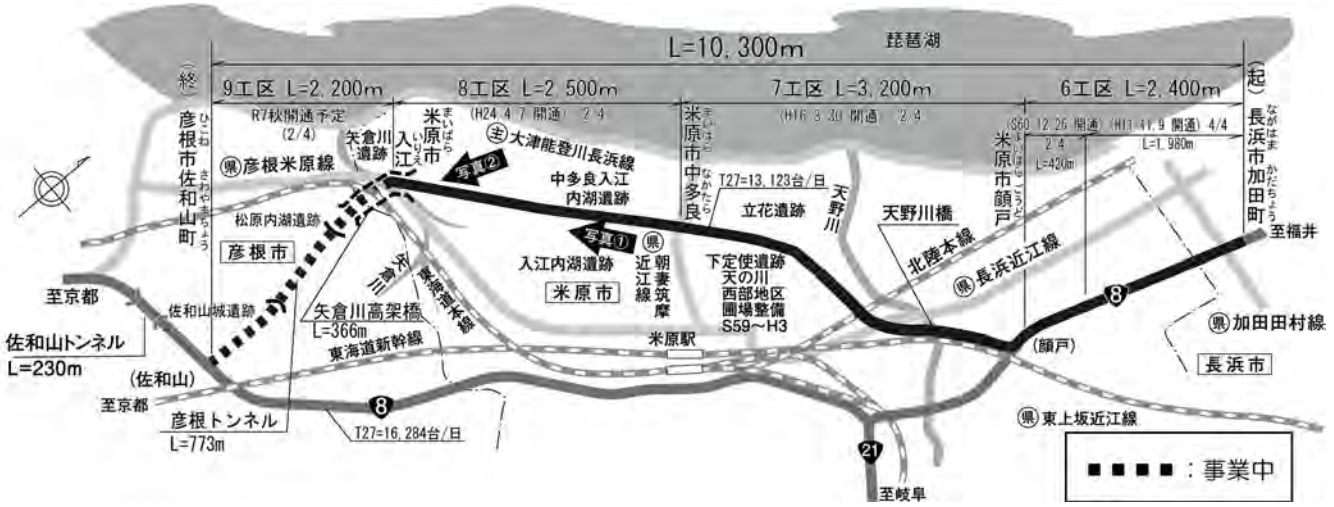 L=10,300m
琵琶湖
(終) 彦根市佐和山町
ひこね さわやまちょう
9工区 L=2,200m
8工区 L=2,500m
7工区 L=3,200m
6工区 L=2,400m
(起) 長浜市加田町
ながはま かだちょう
R7秋開通予定
(2/4)
(H24.4.7 開通) 2/4
(H16.3.30 開通) 2/4
(S60.12.26 開通)
2/4
L=420m
(H11.11.9 開通) 4/4
L=1,980m
米原市入江
まいばら いりえ
米原市中多良
まいはら なかたら
米原市顔戸
まいはら ごうど
矢倉川遺跡
県 彦根米原線
主 大津能登川長浜線
写真②
中多良入江内湖遺跡
T27=13,123台/日
立花遺跡
天野川
天野川橋
北陸本線
県 長浜近江線
至福井
8
県 加田田村線
長浜市
松原内湖遺跡
彦根市
写真①
入江内湖遺跡
県 朝妻筑摩近江線
米原市
下定使遺跡
天の川
西部地区
圃場整備
S59～H3
矢倉川
東海道本線
矢倉川高架橋
L=366m
至京都
佐和山城遺跡
佐和山トンネル
L=230m
東海道新幹線
米原駅
(顔戸)
(佐和山)
至京都
8
彦根トンネル
L=773m
T27=16,284台/日
県 東上坂近江線
21
至岐阜
:事業中